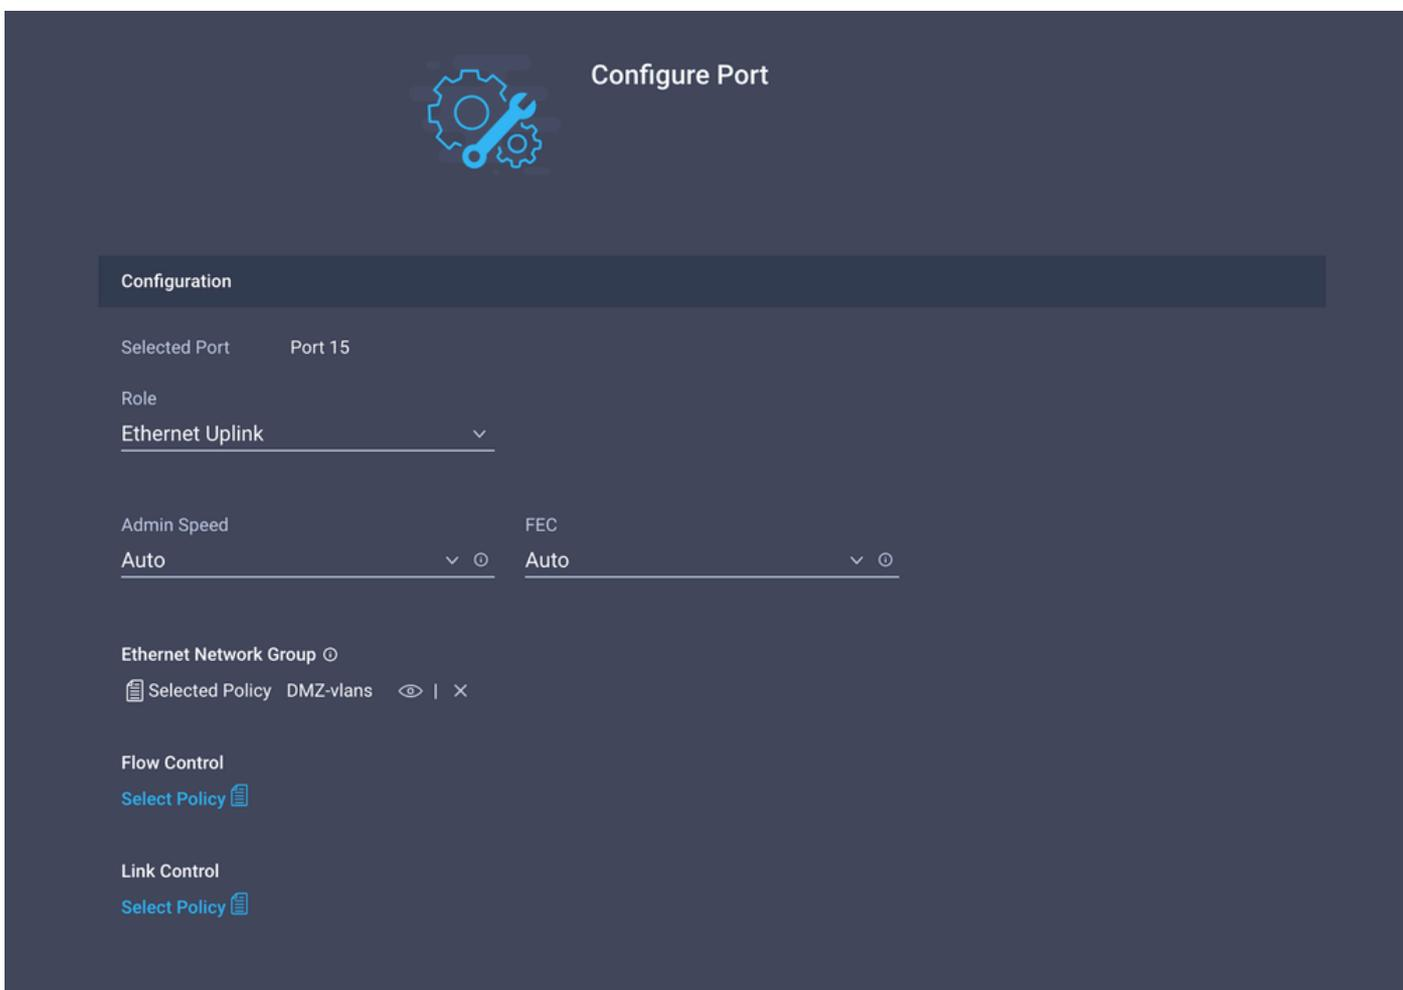 Configure Port
Configuration
Selected Port Port 15
Role
Ethernet Uplink
Admin Speed FEC
Auto Auto
Ethernet Network Group
Selected Policy DMZ-vlans |
Flow Control
Select Policy
Link Control
Select Policy